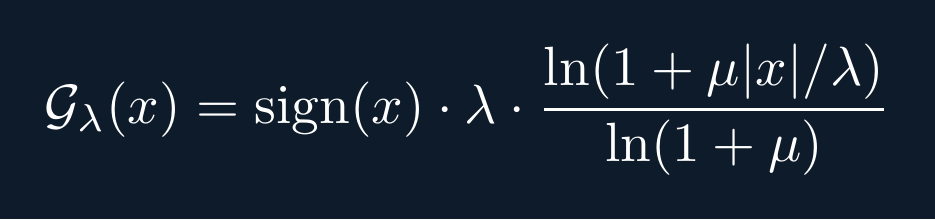 𝒢_λ(x) = sign(x) · λ · ln(1 + μ|x|/λ) / ln(1 + μ)